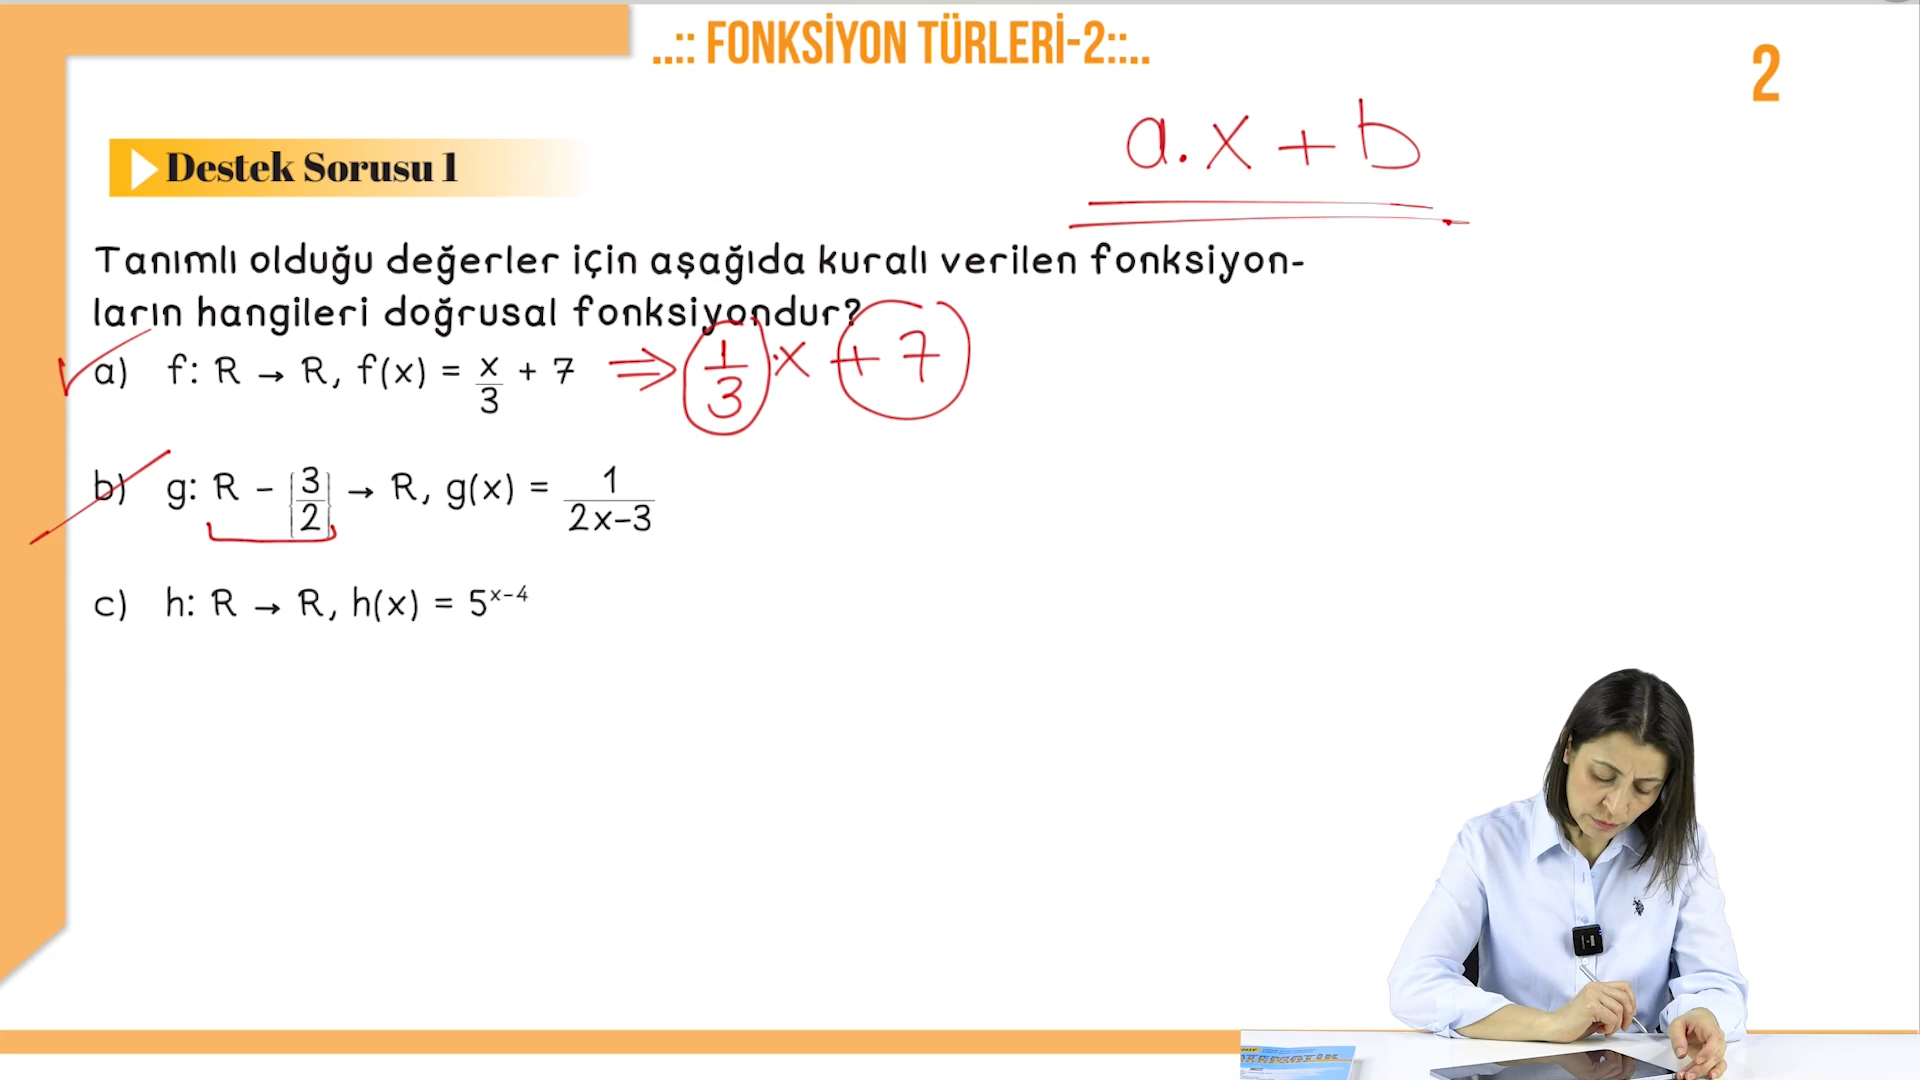 ..:: FONKSİYON TÜRLERİ-2::..
2
a.x + b
Destek Sorusu 1
Tanımlı olduğu değerler için aşağıda kuralı verilen fonksiyon-
ların hangileri doğrusal fonksiyondur?
a) f: R → R, f(x) = x/3 + 7 ⇒ 1/3 .x + 7
b) g: R - {3/2} → R, g(x) = 1/(2x-3)
c) h: R → R, h(x) = 5^(x-4)